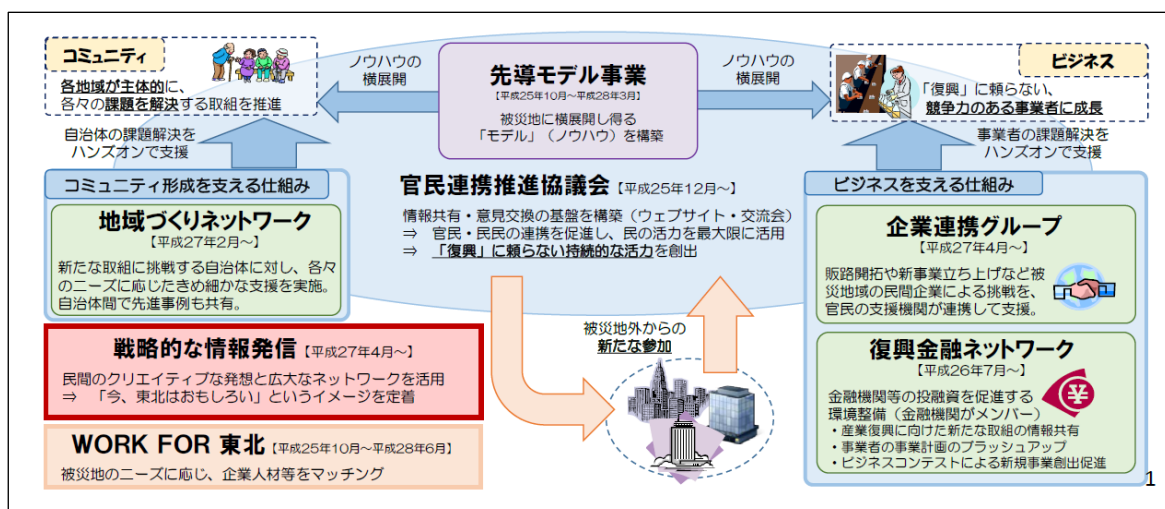 コミュニティ
各地域が主体的に、
各々の課題を解決する取組を推進
ノウハウの
横展開
先導モデル事業
【平成25年10月～平成28年3月】
被災地に横展開し得る
「モデル」（ノウハウ）を構築
ノウハウの
横展開
ビジネス
「復興」に頼らない、
競争力のある事業者に成長
自治体の課題解決を
ハンズオンで支援
事業者の課題解決を
ハンズオンで支援
官民連携推進協議会【平成25年12月～】
情報共有・意見交換の基盤を構築（ウェブサイト・交流会）
⇒ 官民・民民の連携を促進し、民の活力を最大限に活用
⇒ 「復興」に頼らない持続的な活力を創出
コミュニティ形成を支える仕組み
地域づくりネットワーク
【平成27年2月～】
新たな取組に挑戦する自治体に対し、各々
のニーズに応じたきめ細かな支援を実施。
自治体間で先進事例も共有。
戦略的な情報発信【平成27年4月～】
民間のクリエイティブな発想と広大なネットワークを活用
⇒ 「今、東北はおもしろい」というイメージを定着
WORK FOR 東北【平成25年10月～平成28年6月】
被災地のニーズに応じ、企業人材等をマッチング
被災地外からの
新たな参加
ビジネスを支える仕組み
企業連携グループ
【平成27年4月～】
販路開拓や新事業立ち上げなど被
災地域の民間企業による挑戦を、
官民の支援機関が連携して支援。
復興金融ネットワーク
【平成26年7月～】
金融機関等の投融資を促進する
環境整備（金融機関がメンバー）
・産業復興に向けた新たな取組の情報共有
・事業者の事業計画のブラッシュアップ
・ビジネスコンテストによる新規事業創出促進
¥
1